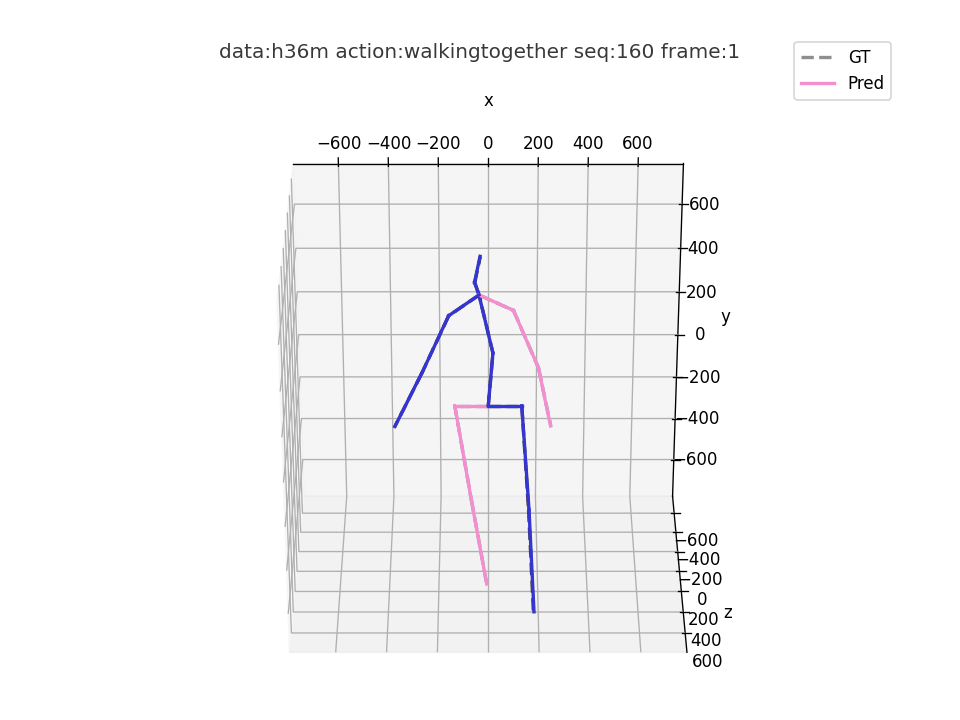 data:h36m action:walkingtogether seq:160 frame:1
GT
Pred
x
−600 −400 −200 0 200 400 600
600
400
200
y
0
−200
−400
−600
−600
−400
−200
0
z
200
400
600